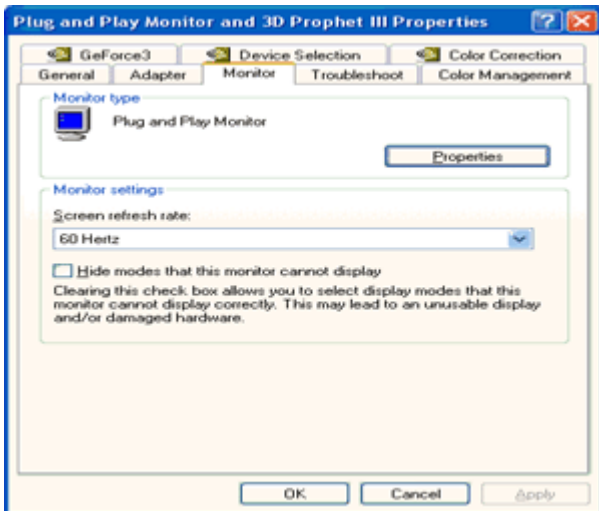 Plug and Play Monitor and 3D Prophet III Properties
GeForce3 Device Selection Color Correction
General Adapter Monitor Troubleshoot Color Management
Monitor type
Plug and Play Monitor
Properties
Monitor settings
Screen refresh rate:
60 Hertz
Hide modes that this monitor cannot display
Clearing this check box allows you to select display modes that this
monitor cannot display correctly. This may lead to an unusable display
and/or damaged hardware.
OK Cancel Apply